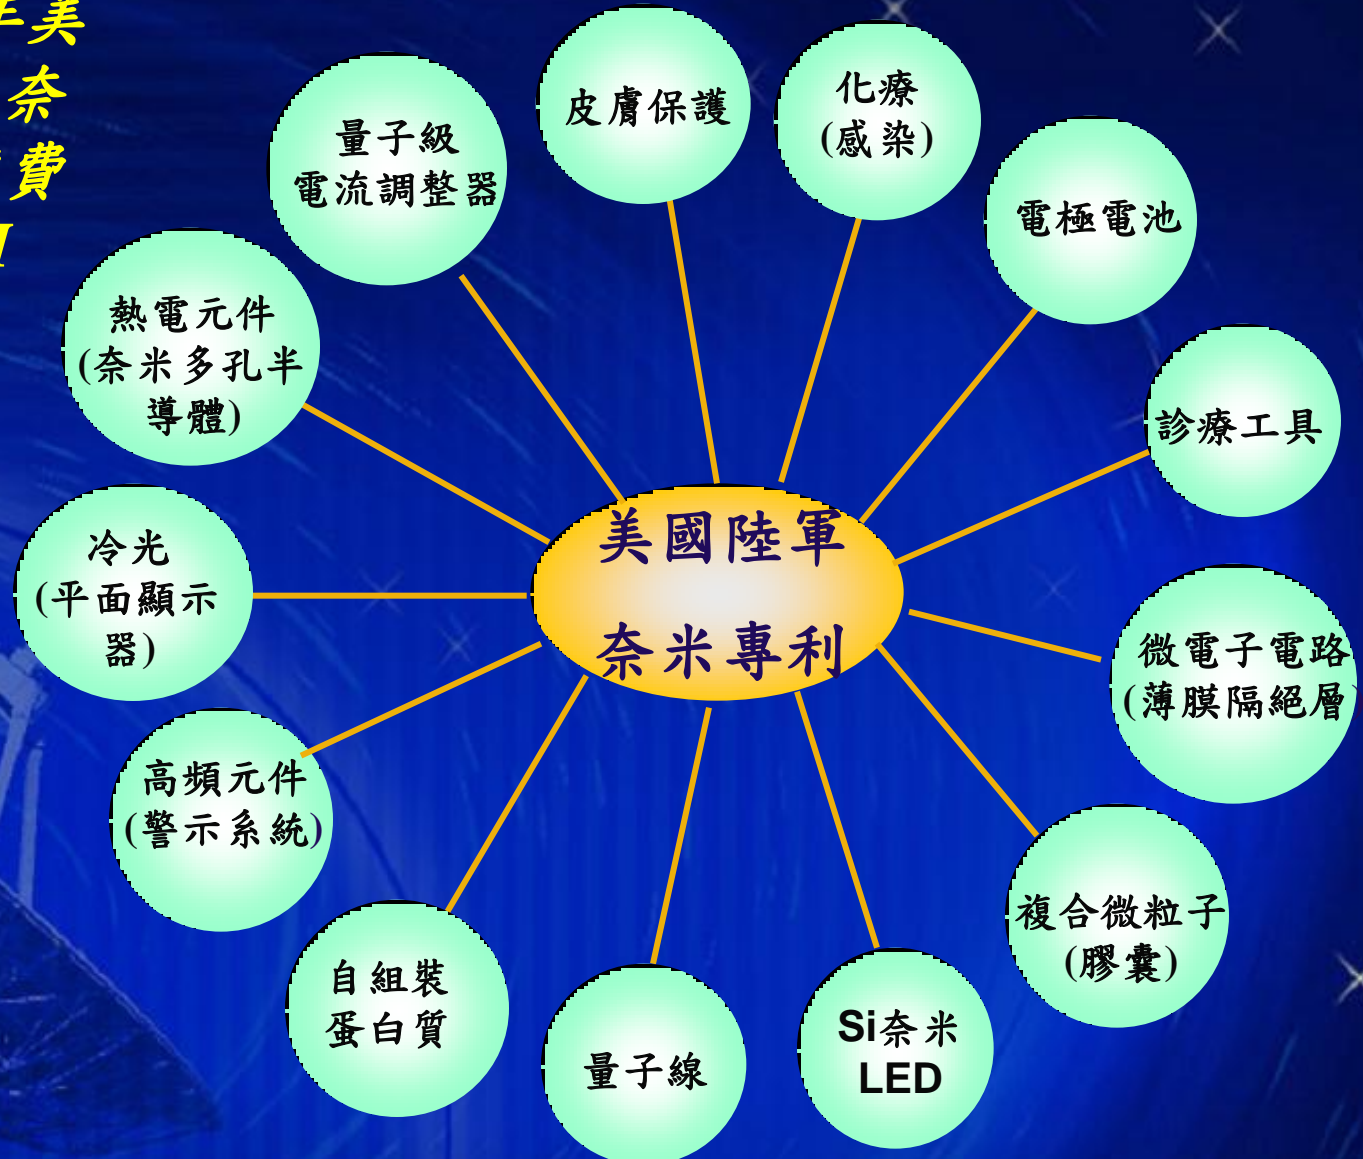 美
奈
費
皮膚保護
化療
(感染)
量子級
電流調整器
電極電池
熱電元件
(奈米多孔半
導體)
診療工具
冷光
(平面顯示
器)
美國陸軍
奈米專利
微電子電路
(薄膜隔絕層)
高頻元件
(警示系統)
複合微粒子
(膠囊)
自組裝
蛋白質
量子線
Si奈米
LED